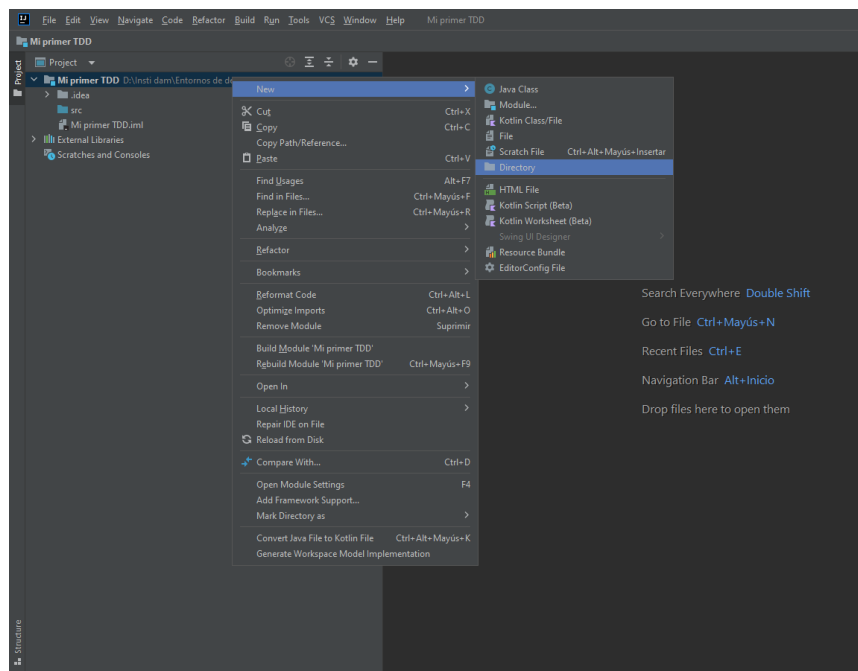 File Edit View Navigate Code Refactor Build Run Tools VCS Window Help Mi primer TDD
Mi primer TDD
Project
Project
Mi primer TDD D:\Insti dam\Entornos de de
.idea
src
Mi primer TDD.iml
External Libraries
Scratches and Consoles
New
Cut Ctrl+X
Copy Ctrl+C
Copy Path/Reference...
Paste Ctrl+V
Find Usages Alt+F7
Find in Files... Ctrl+Mayús+F
Replace in Files... Ctrl+Mayús+R
Analyze
Refactor
Bookmarks
Reformat Code Ctrl+Alt+L
Optimize Imports Ctrl+Alt+O
Remove Module Suprimir
Build Module 'Mi primer TDD'
Rebuild Module 'Mi primer TDD' Ctrl+Mayús+F9
Open In
Local History
Repair IDE on File
Reload from Disk
Compare With... Ctrl+D
Open Module Settings F4
Add Framework Support...
Mark Directory as
Convert Java File to Kotlin File Ctrl+Alt+Mayús+K
Generate Workspace Model Implementation
Java Class
Module...
Kotlin Class/File
File
Scratch File Ctrl+Alt+Mayús+Insertar
Directory
HTML File
Kotlin Script (Beta)
Kotlin Worksheet (Beta)
Swing UI Designer
Resource Bundle
EditorConfig File
Search Everywhere Double Shift
Go to File Ctrl+Mayús+N
Recent Files Ctrl+E
Navigation Bar Alt+Inicio
Drop files here to open them
Structure